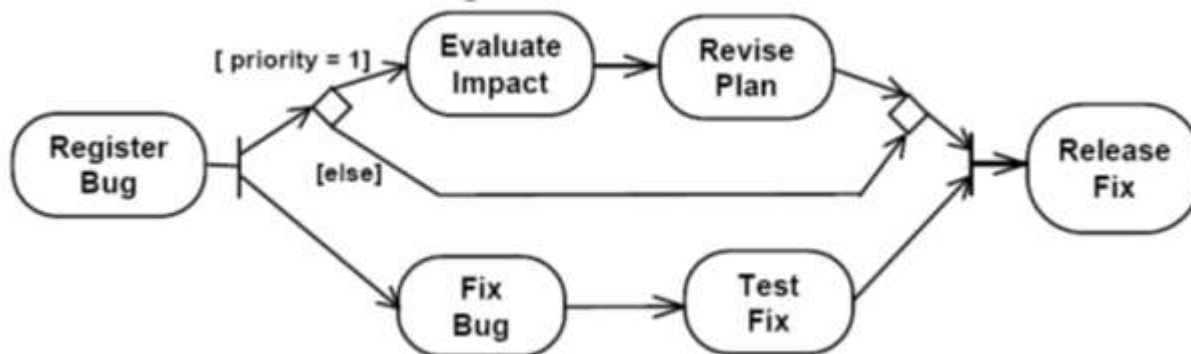 [ priority = 1]
Evaluate
Impact
Revise
Plan
Register
Bug
[else]
Release
Fix
Fix
Bug
Test
Fix